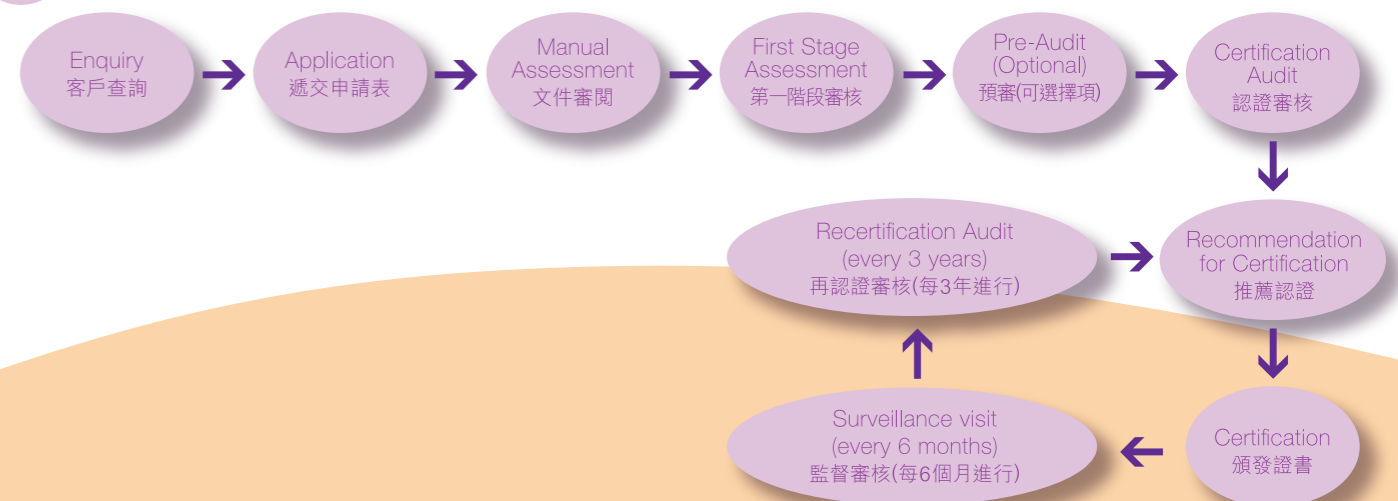 Enquiry
客戶查詢
Application
遞交申請表
Manual
Assessment
文件審閱
First Stage
Assessment
第一階段審核
Pre-Audit
(Optional)
預審(可選擇項)
Certification
Audit
認證審核
Recertification Audit
(every 3 years)
再認證審核(每3年進行)
Recommendation
for Certification
推薦認證
Surveillance visit
(every 6 months)
監督審核(每6個月進行)
Certification
頒發證書